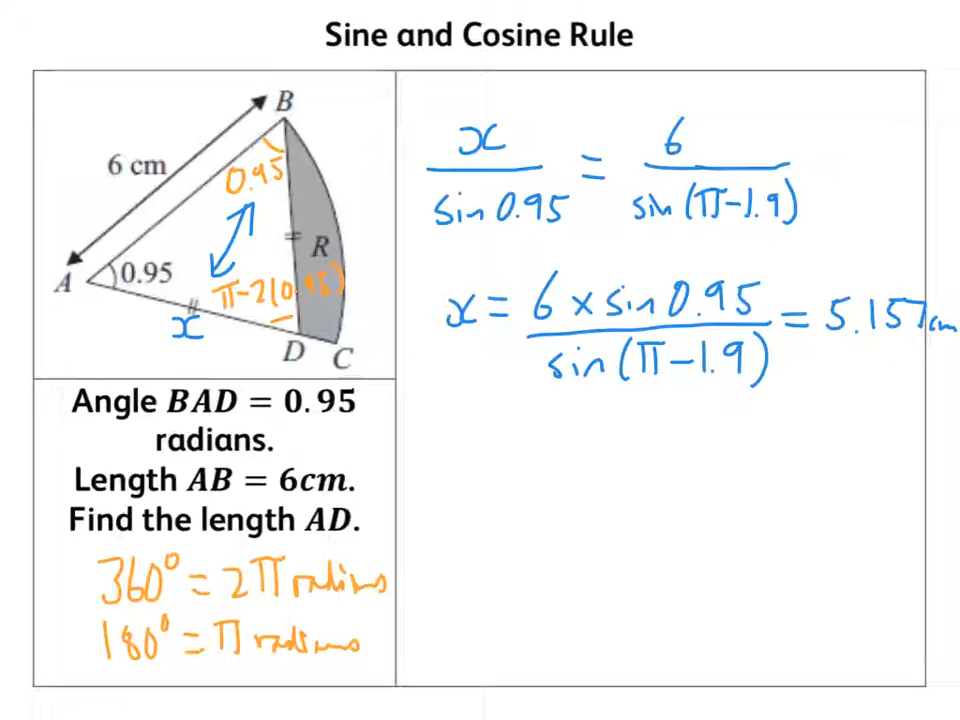 Sine and Cosine Rule
B
6 cm
0.95
A
0.95
R
π-2(0.95)
x
D
C
x/sin 0.95 = 6/sin(π-1.9)
x = 6 × sin 0.95/sin(π-1.9) = 5.157cm
Angle BAD = 0.95
radians.
Length AB = 6cm.
Find the length AD.
360° = 2π radians
180° = π radians